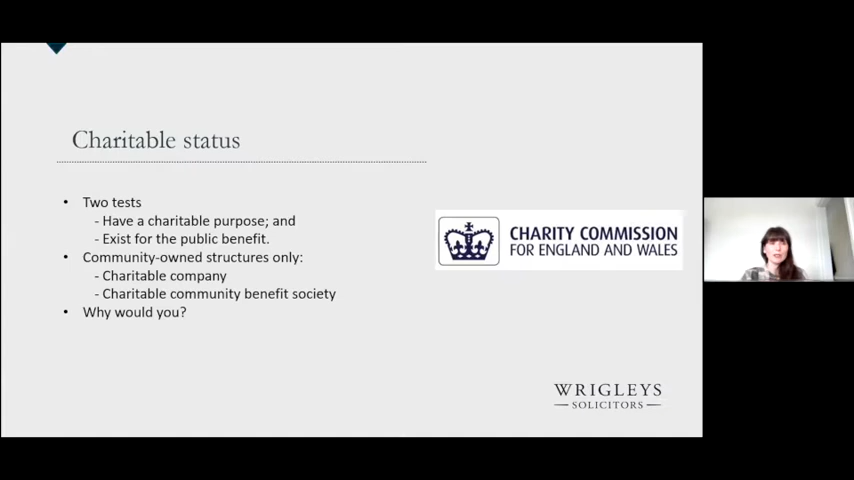 Charitable status
• Two tests
- Have a charitable purpose; and
- Exist for the public benefit.
• Community-owned structures only:
- Charitable company
- Charitable community benefit society
• Why would you?
CHARITY COMMISSION
FOR ENGLAND AND WALES
WRIGLEYS
SOLICITORS